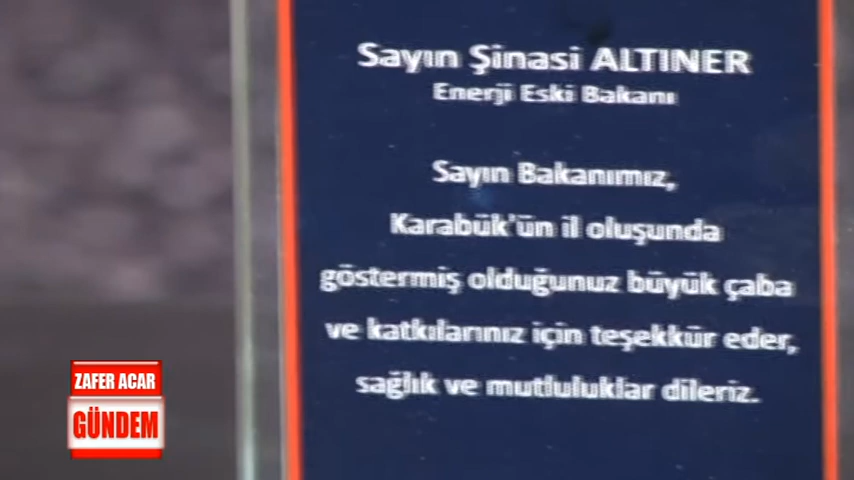 Sayın Şinasi ALTINER
Enerji Eski Bakanı
Sayın Bakanımız,
Karabük'ün il oluşunda
göstermiş olduğunuz büyük çaba
ve katkılarınız için teşekkür eder,
sağlık ve mutluluklar dileriz.
ZAFER ACAR
GÜNDEM